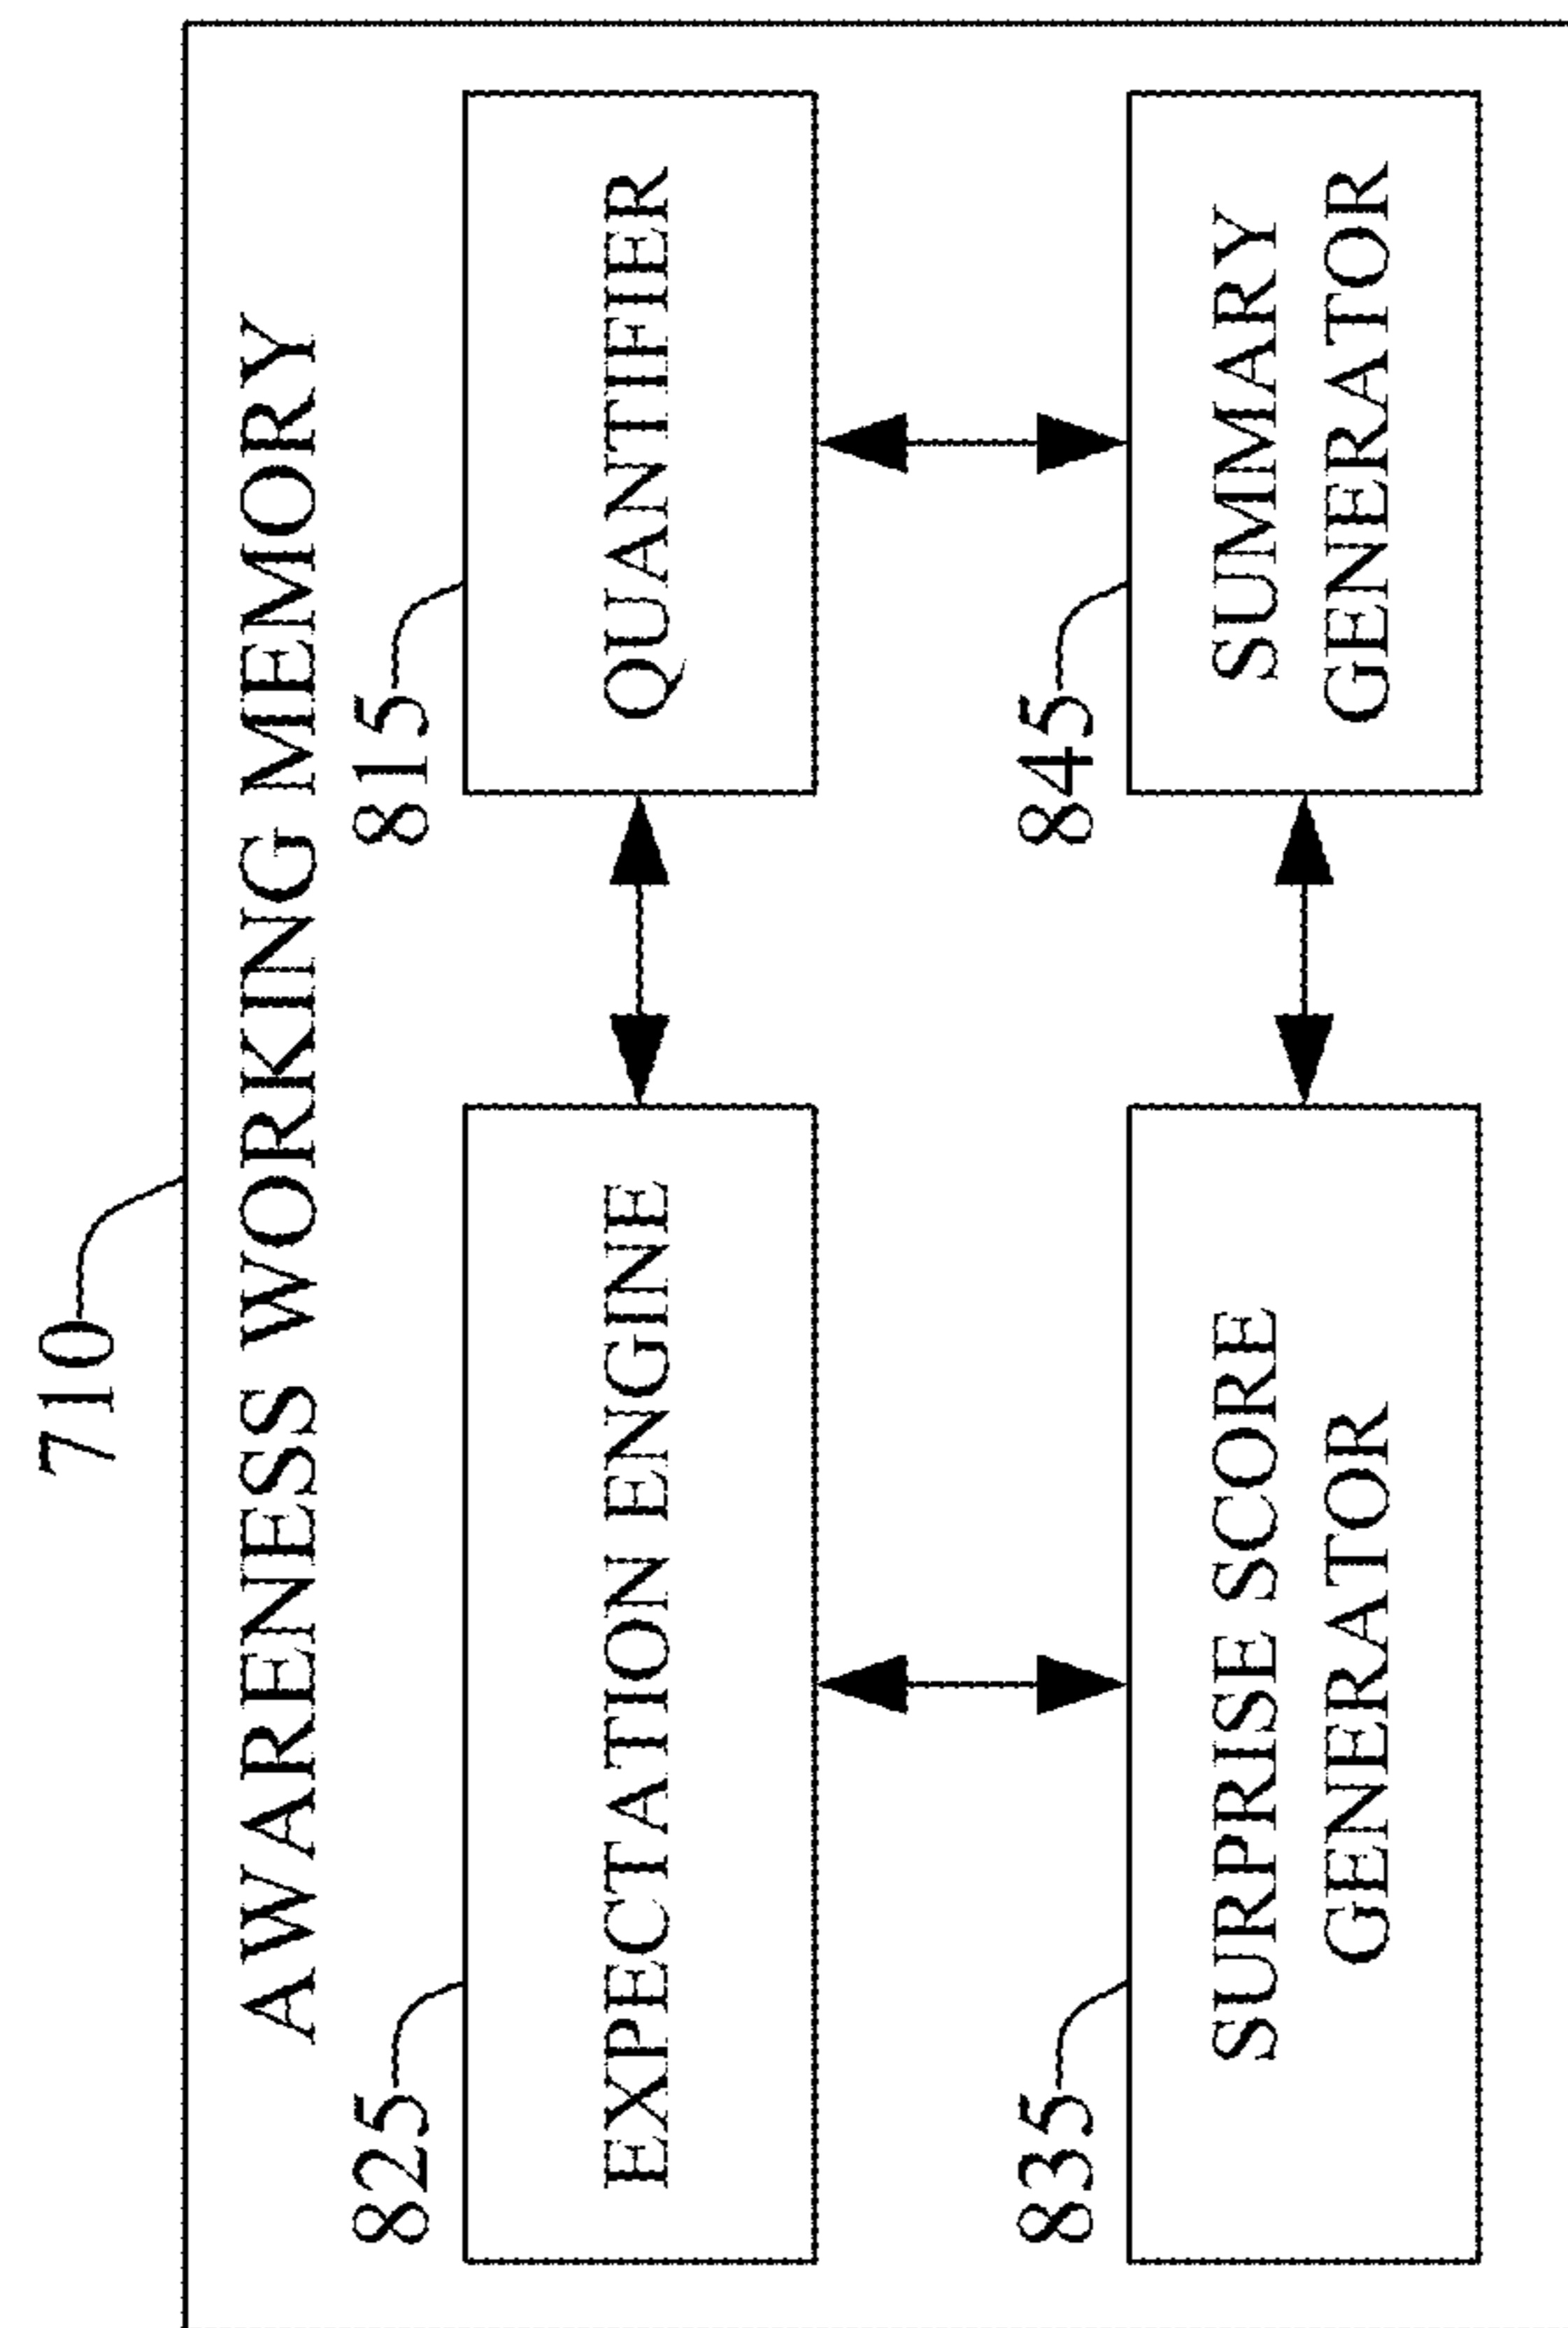 710
AWARENESS WORKING MEMORY
825
815
EXPECTATION ENGINE
QUANTIFIER
835
845
SURPRISE SCORE
GENERATOR
SUMMARY
GENERATOR